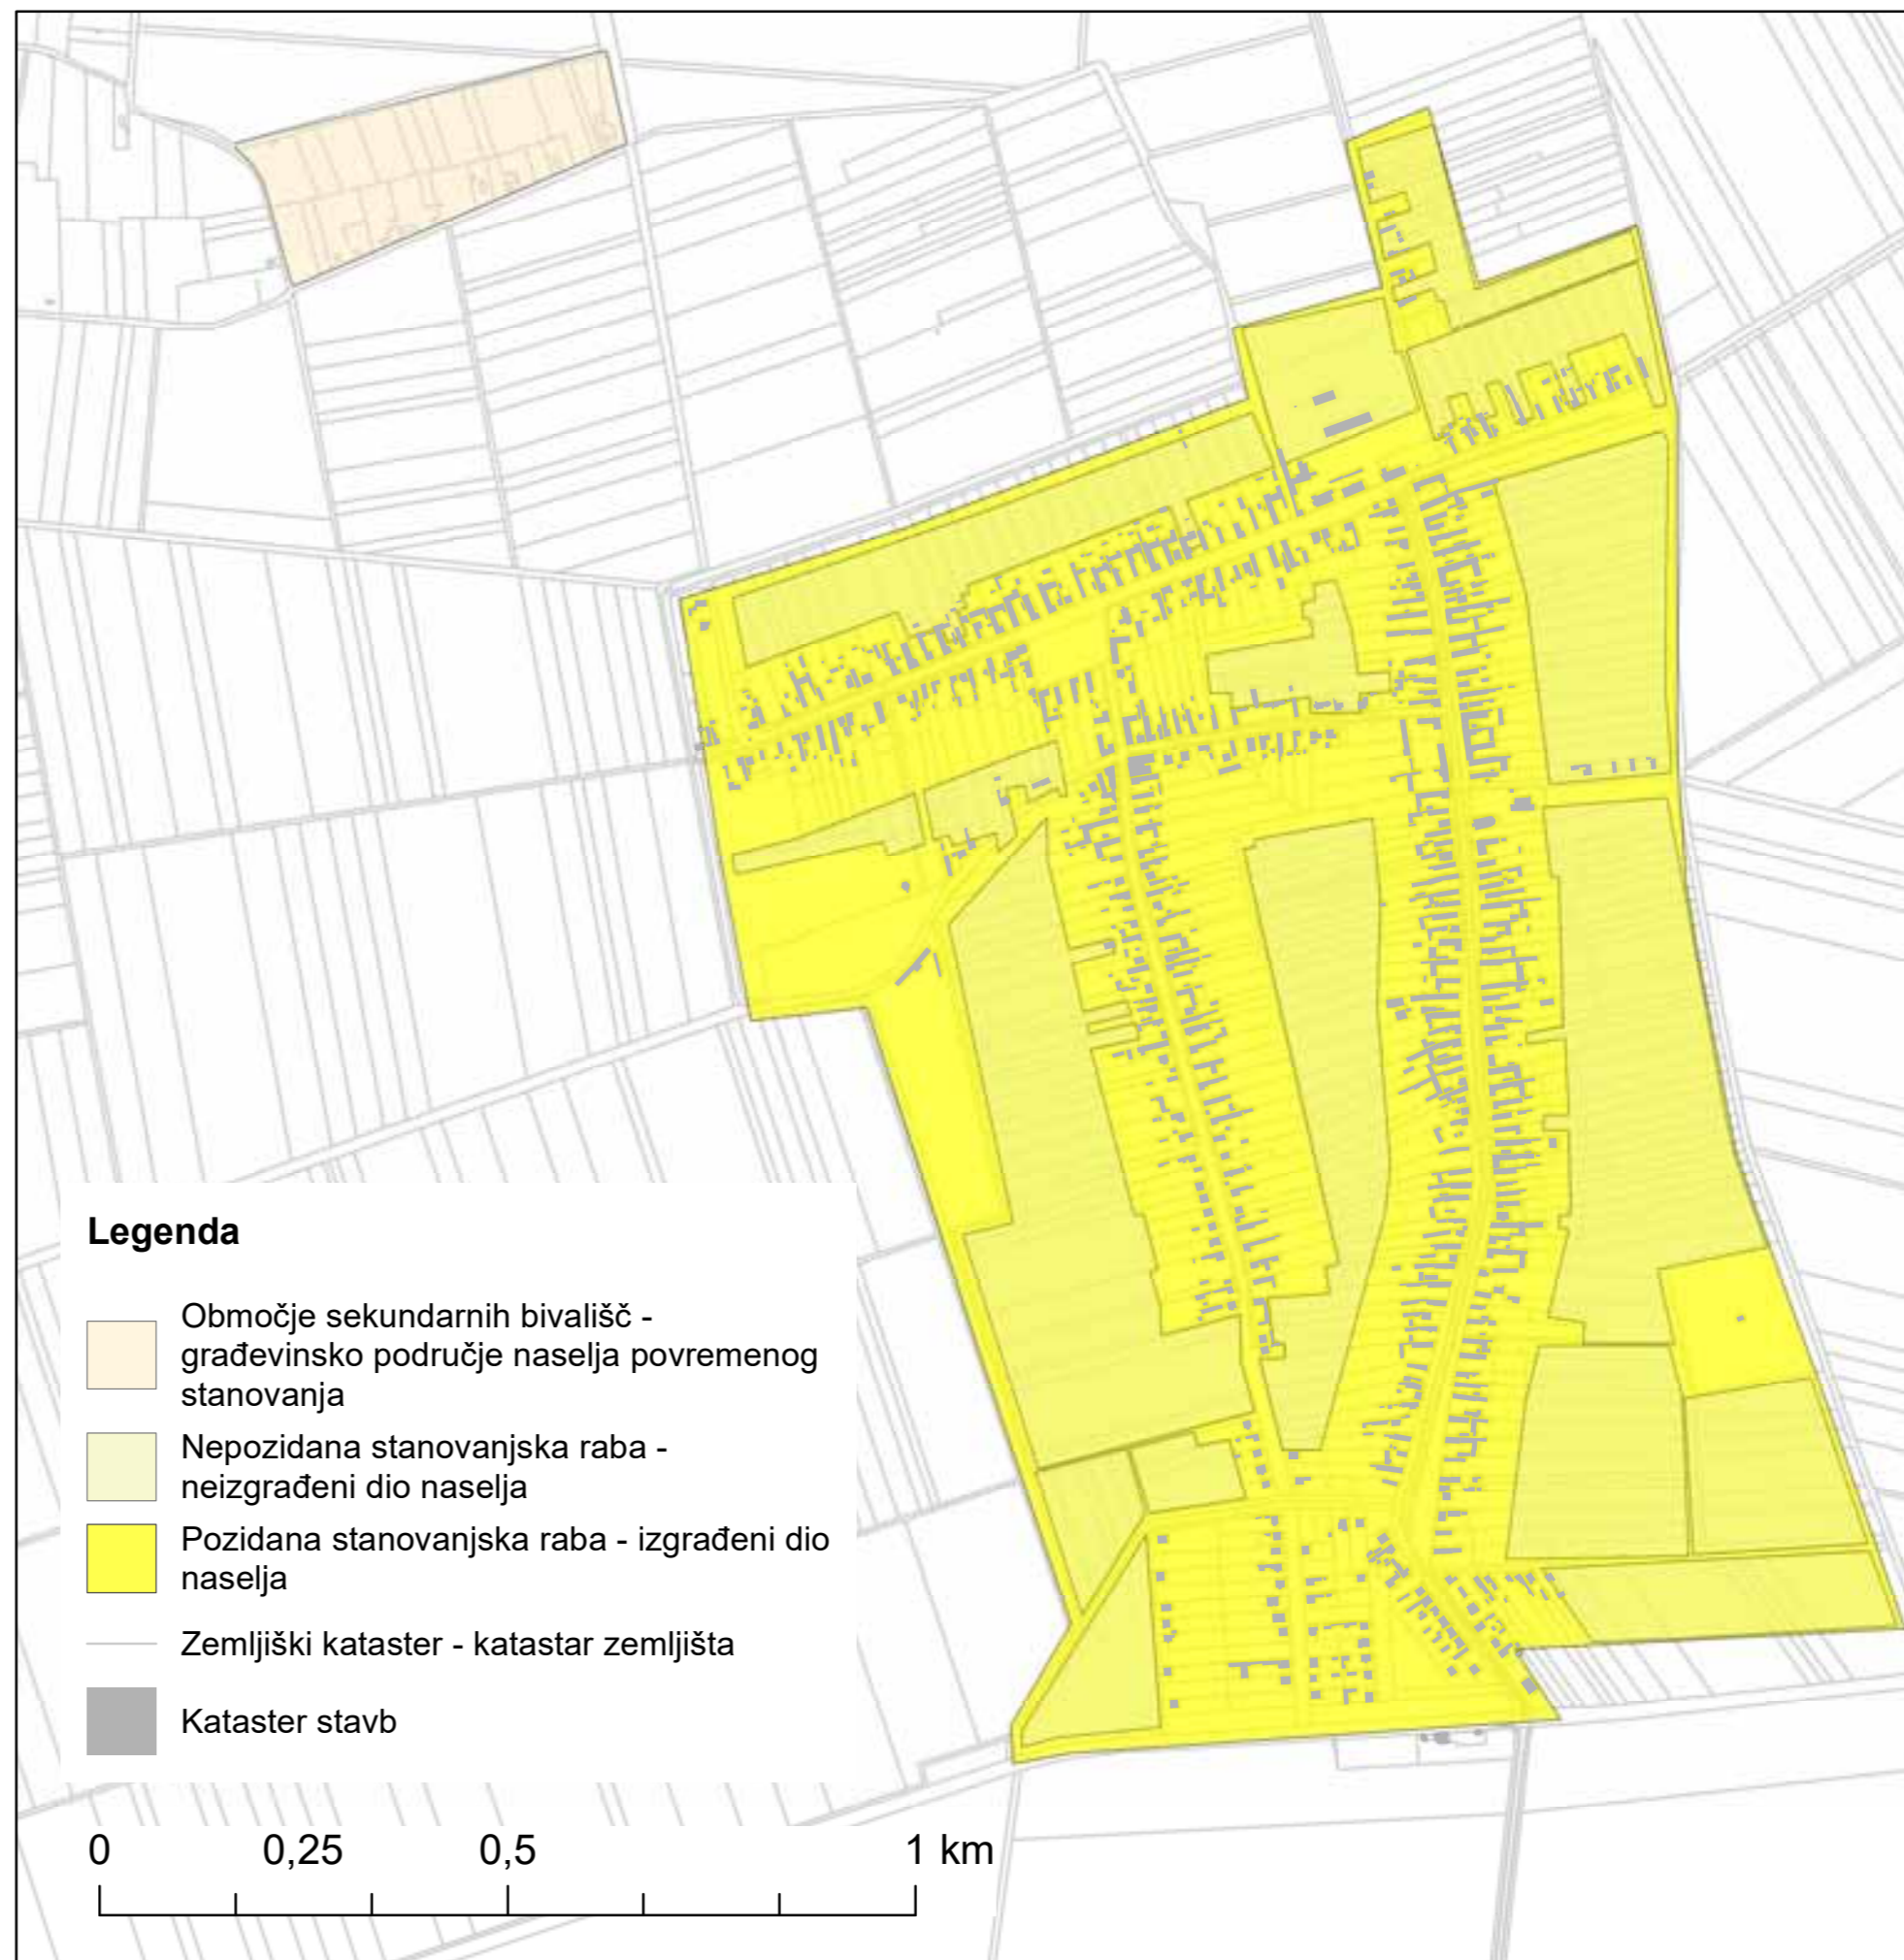 Legenda
Območje sekundarnih bivališč -
građevinsko područje naselja povremenog
stanovanja
Nepozidana stanovanjska raba -
neizgrađeni dio naselja
Pozidana stanovanjska raba - izgrađeni dio
naselja
Zemljiški kataster - katastar zemljišta
Kataster stavb
0 0,25 0,5 1 km